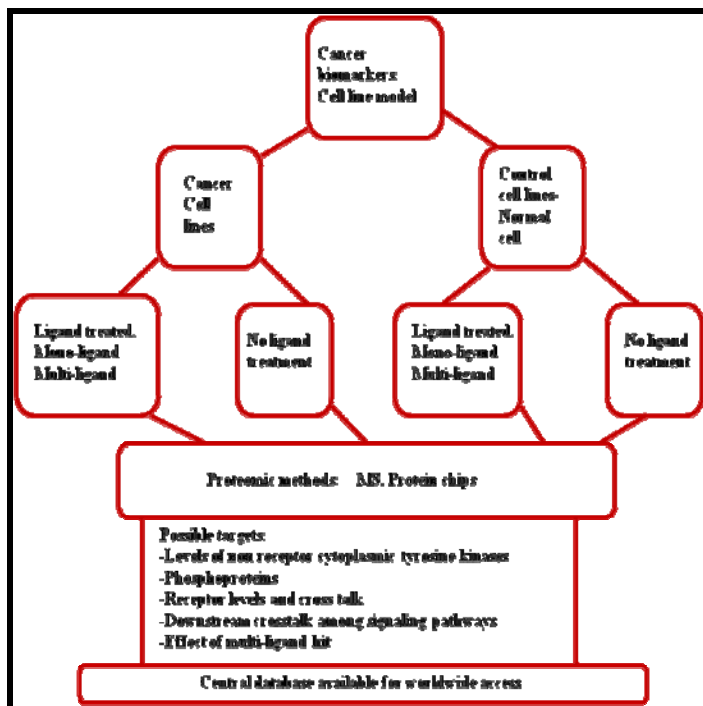 Cancer
biomarkers:
Cell line model
Cancer
Cell
lines
Control
cell lines-
Normal
cell
Ligand treated.
Mono-ligand
Multi-ligand
No ligand
treatment
Ligand treated.
Mono-ligand
Multi-ligand
No ligand
treatment
Proteomic methods: MS. Protein chips
Possible targets:
-Levels of non receptor cytoplasmic tyrosine kinases
-Phosphoproteins
-Receptor levels and cross talk
-Downstream crosstalk among signaling pathways
-Effect of multi-ligand hit
Central database available for worldwide access